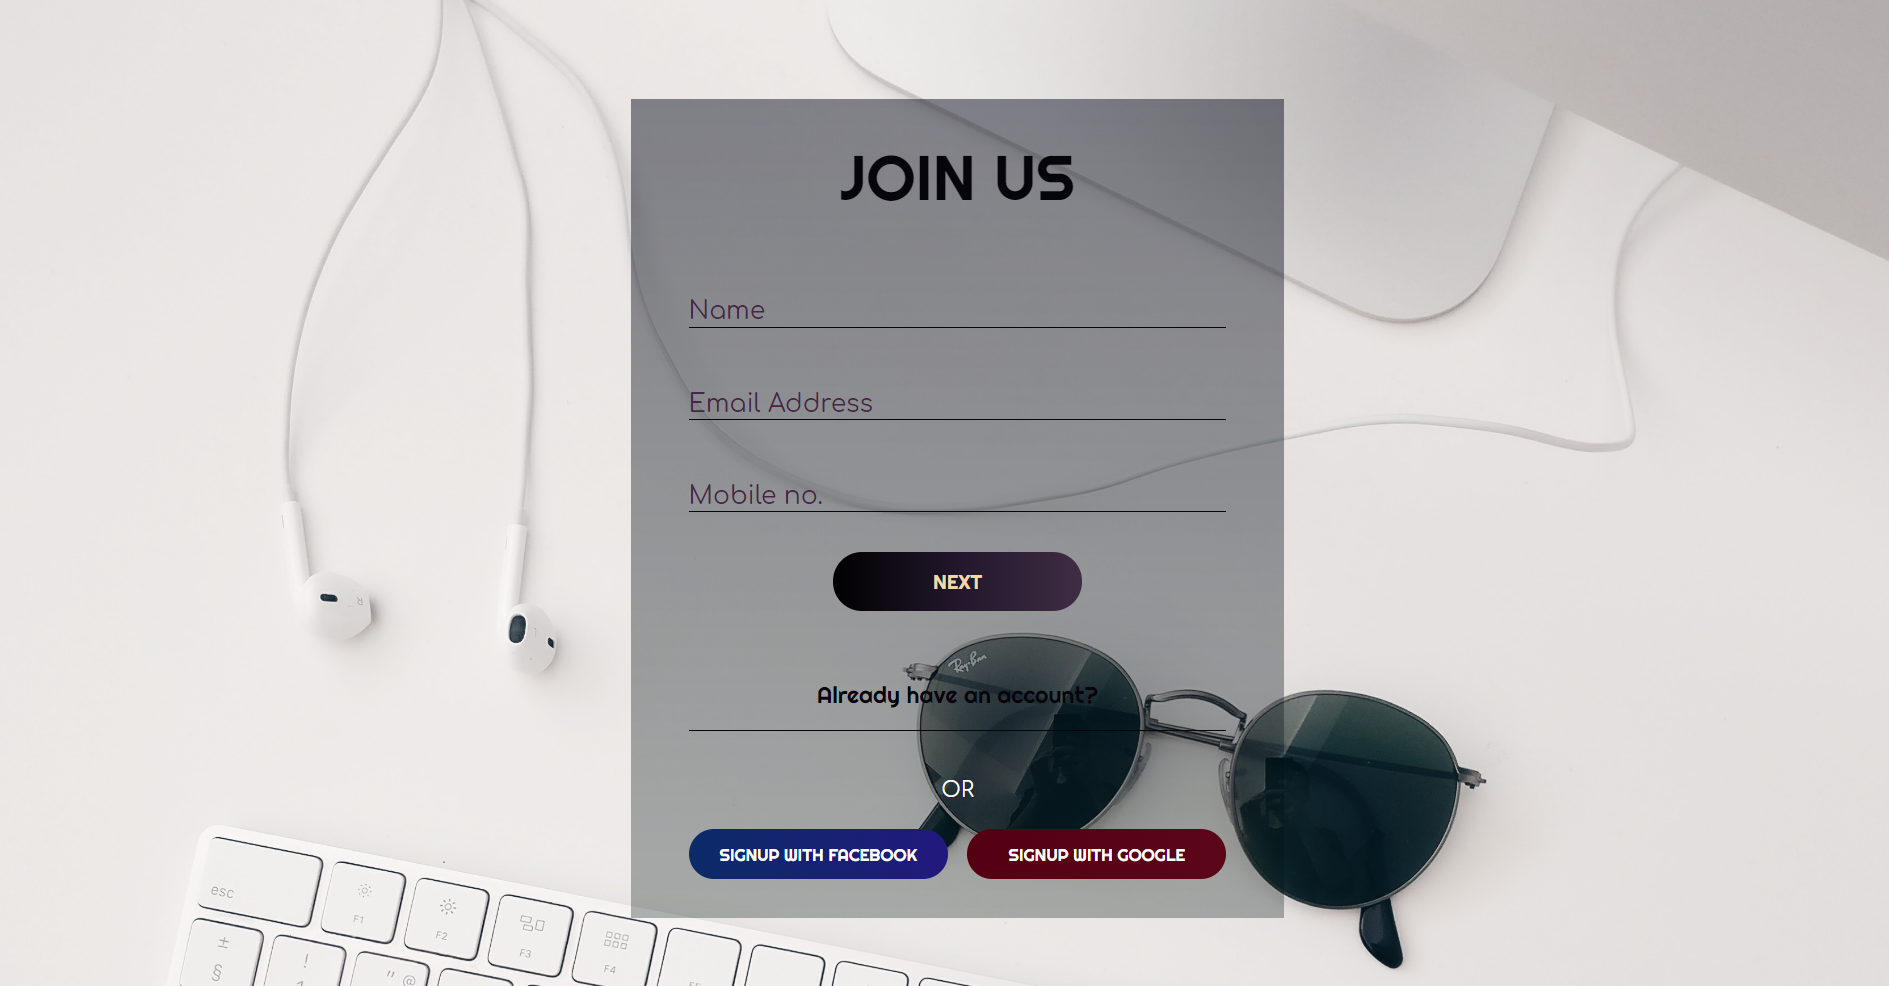 JOIN US
Name
Email Address
Mobile no.
NEXT
Ray-Ban
Already have an account?
OR
SIGNUP WITH FACEBOOK
SIGNUP WITH GOOGLE
esc
F1
F2
F3
F4
±
§
!
" @
R